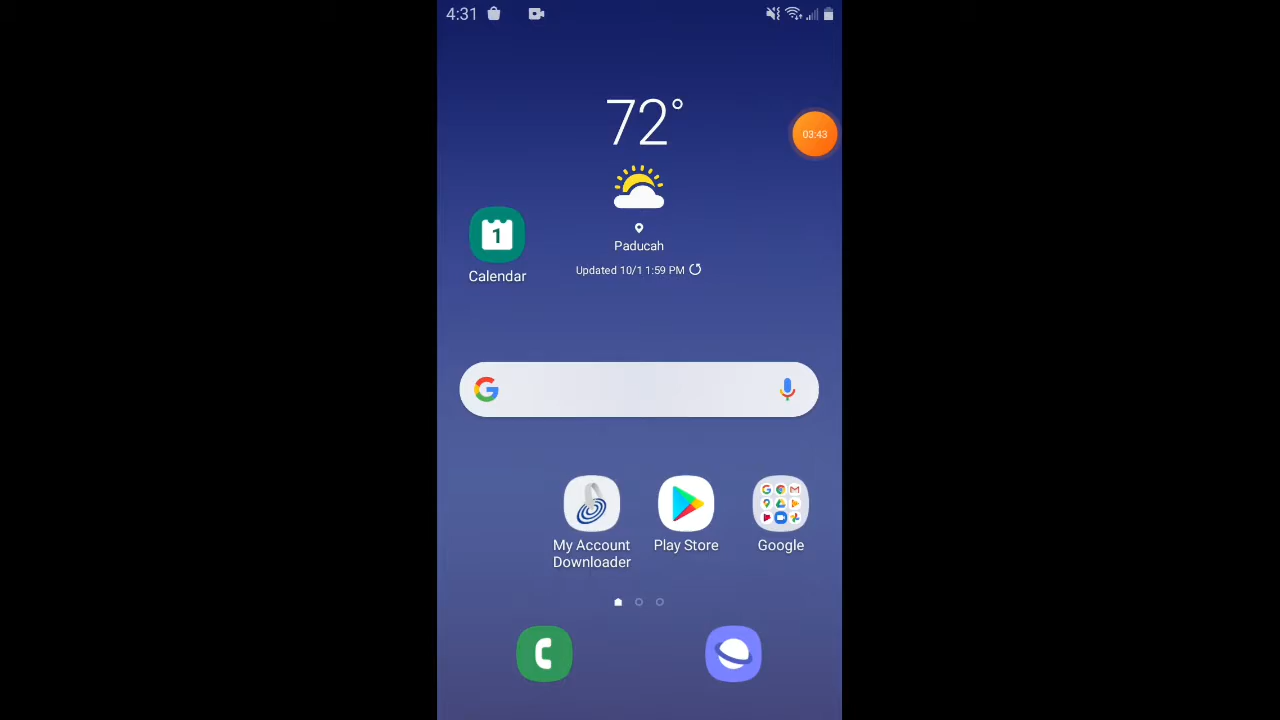 4:31
72°
03:43
1
Calendar
Paducah
Updated 10/1 1:59 PM
My Account
Downloader
Play Store
Google